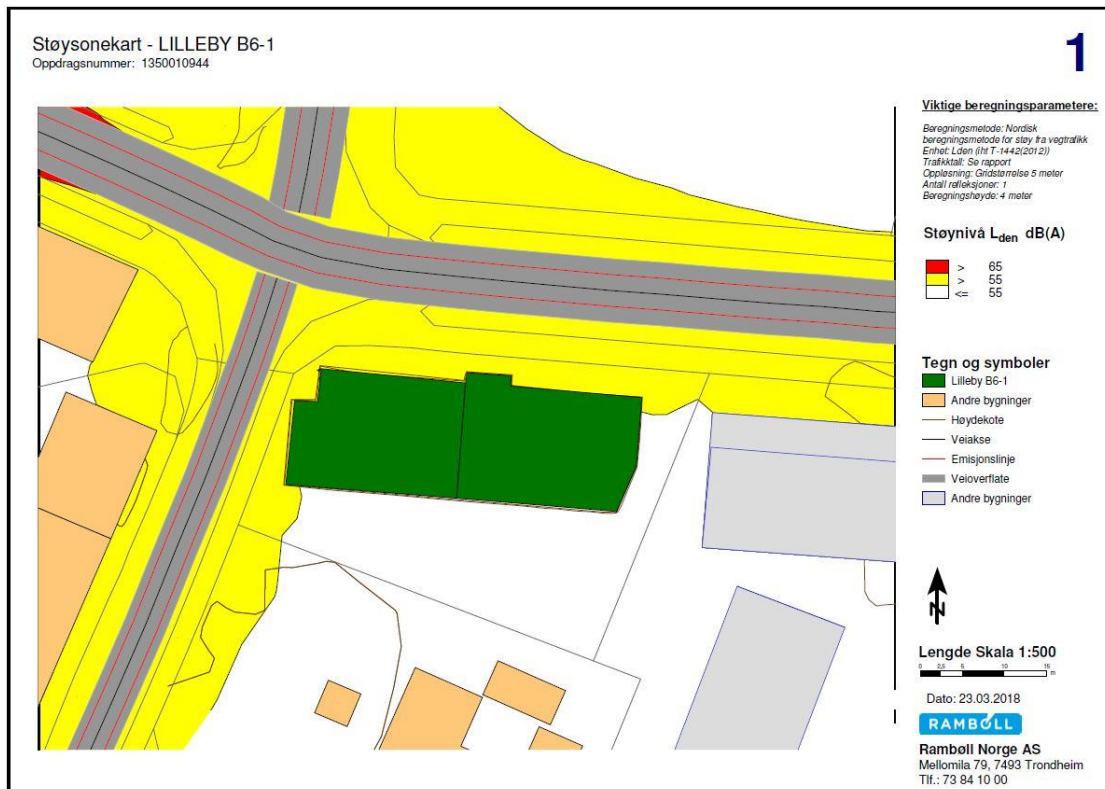 Støysonekart - LILLEBY B6-1
Oppdragsnummer: 1350010944
1
Viktige beregningsparametere:
Beregningsmetode: Nordisk
beregningsmetode for støy fra vegtrafikk
Enhet: Lden (iht T-1442(2012))
Trafikktall: Se rapport
Oppløsning: Gridstørrelse 5 meter
Antall refleksjoner: 1
Beregningshøyde: 4 meter
Støynivå Lden dB(A)
> 65
> 55
<= 55
Tegn og symboler
Lilleby B6-1
Andre bygninger
Høydekote
Veiakse
Emisjonslinje
Veioverflate
Andre bygninger
N
Lengde Skala 1:500
0 2,5 5 10 15
m
Dato: 23.03.2018
RAMBOLL
Rambøll Norge AS
Mellomila 79, 7493 Trondheim
Tlf.: 73 84 10 00